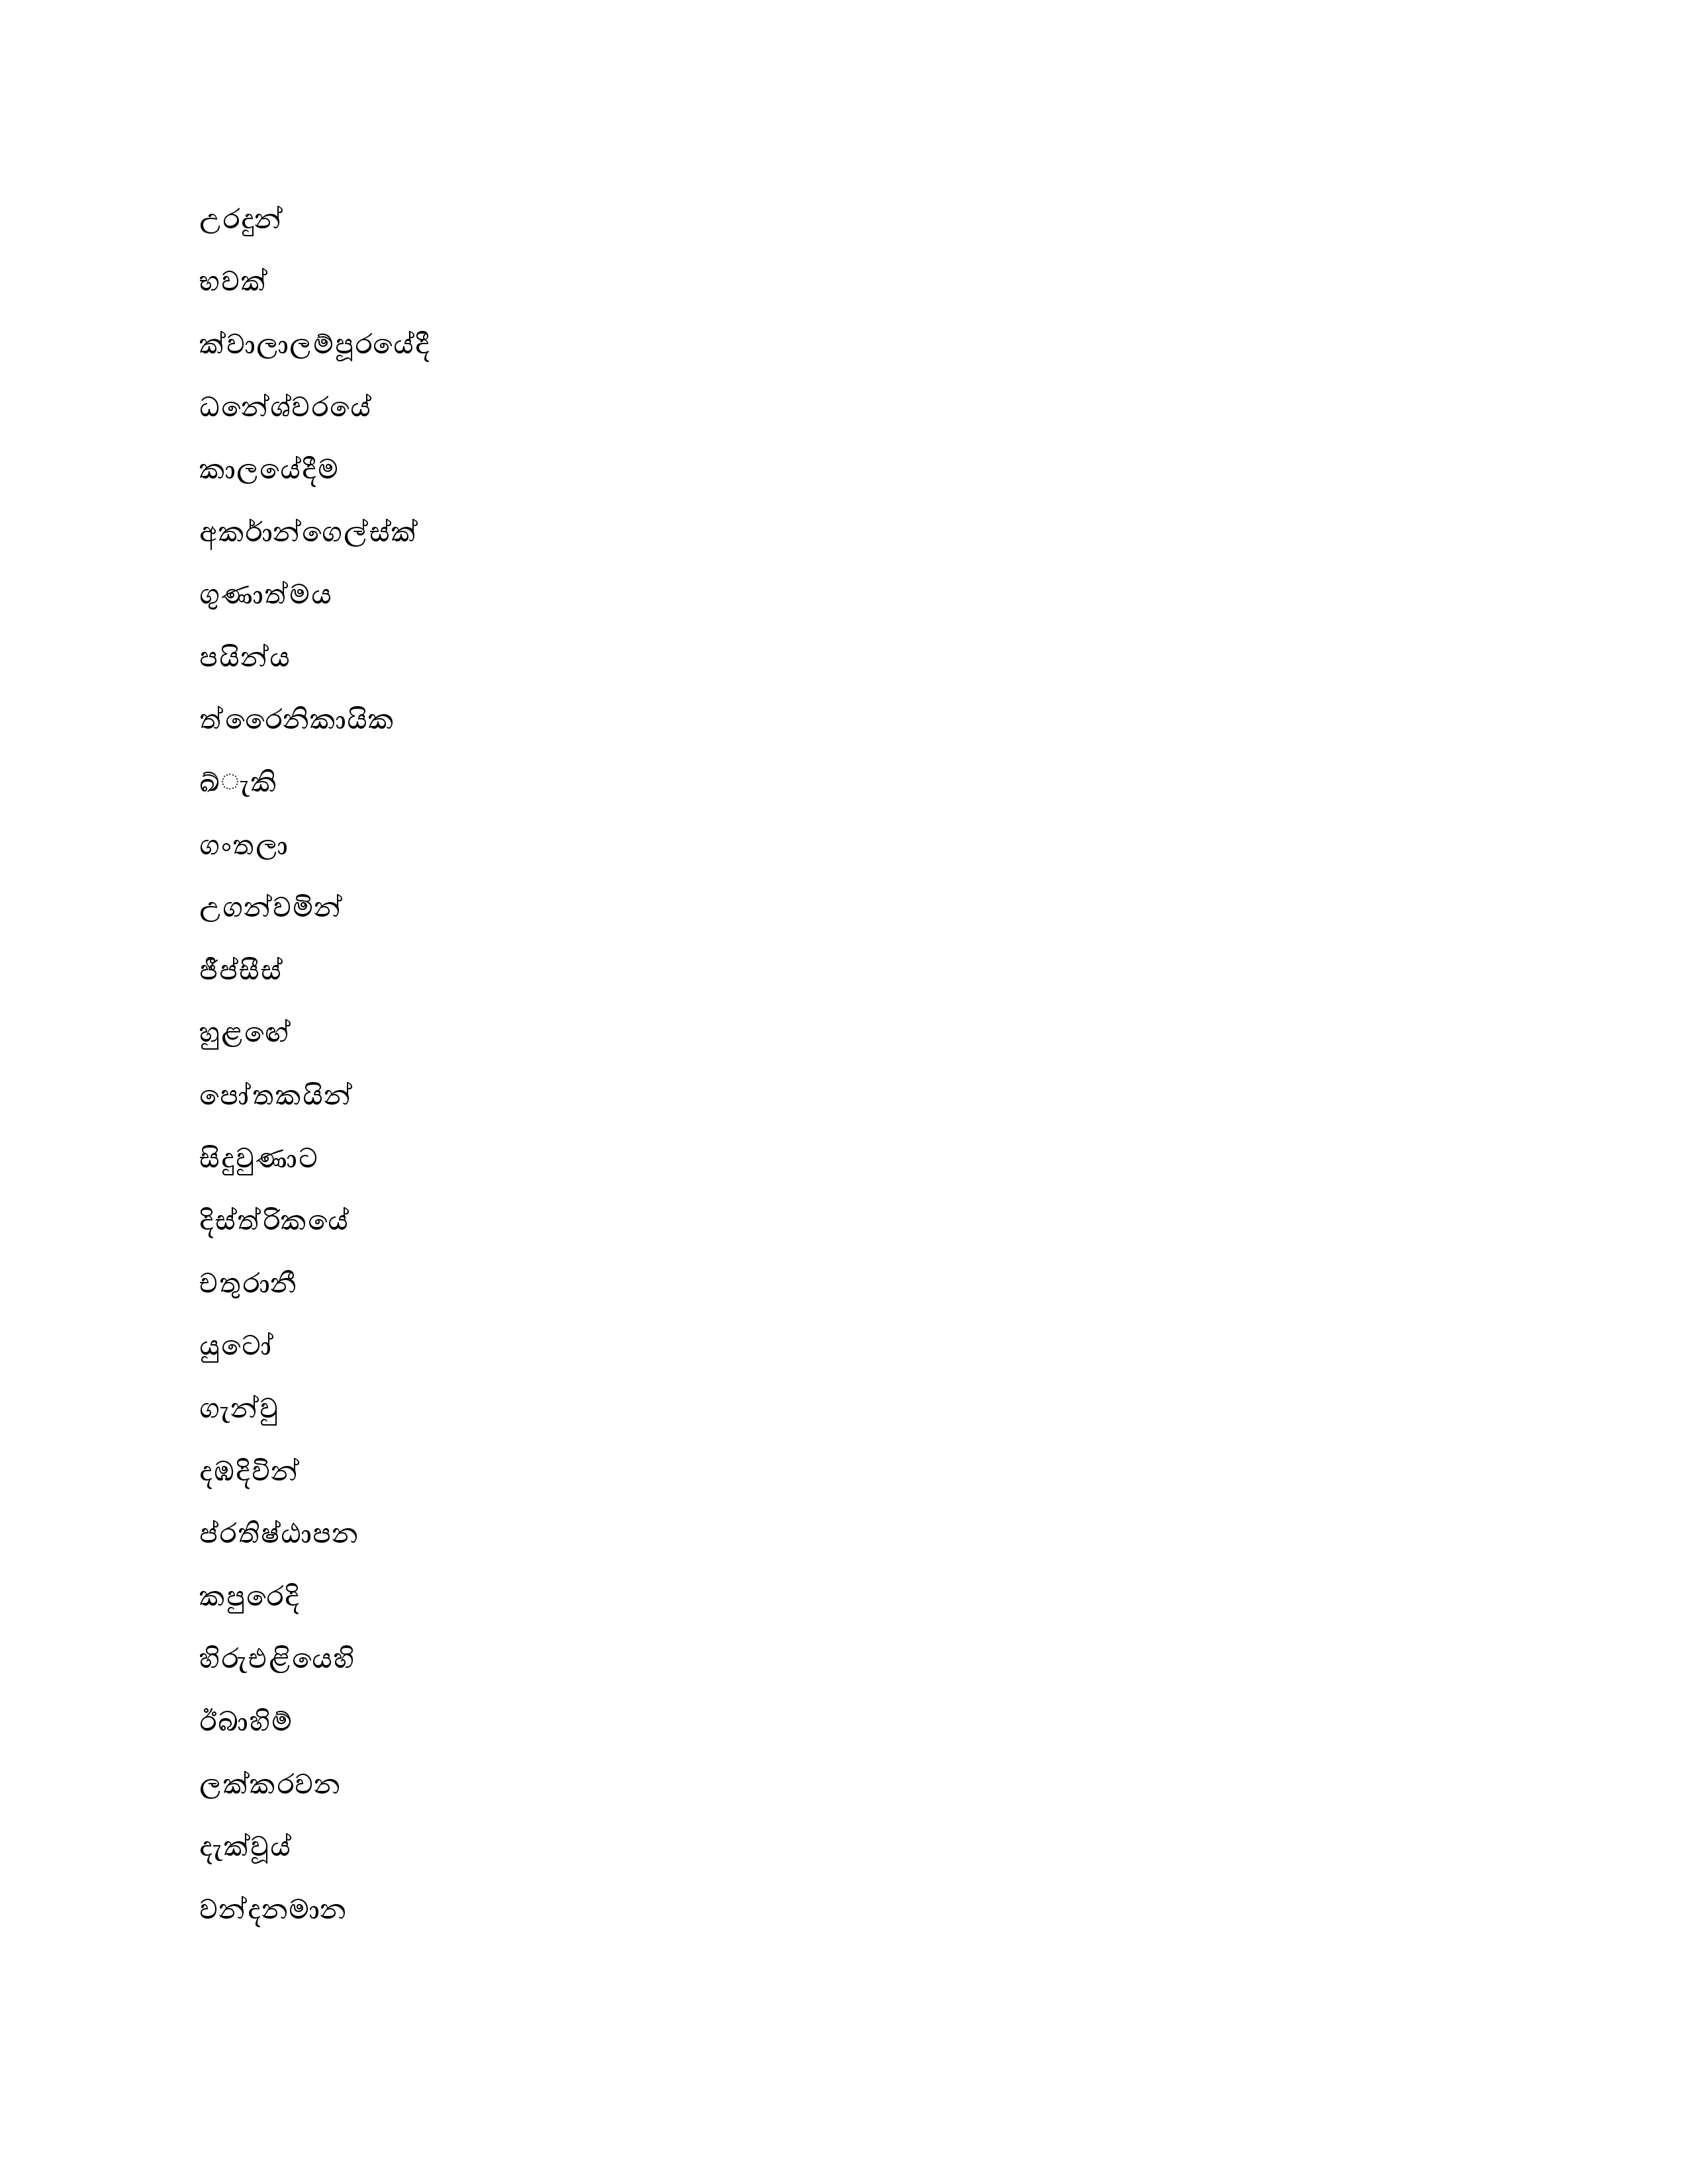 උරදුන්
භවක්
ක්වාලාලම්පූරයේදී
ධනේශ්වරයේ
කාලයේදීම
අකර්‍ාන්ගෙල්ස්ක්
ගුණාත්මය
පයින්ය
ත්රෛනිකායික
ඛ්ැකි
ගංතලා
උගන්වමින්
ජීප්සීස්
හුළඟේ
පෝතකයින්
සිදුවුණාට
දිස්ත්රිකයේ
චතුරානී
යුටෝ
ගැන්වු
දඹදිවින්
ප්රතිෂ්ඨාපන
කපුරෙදි
හිරුඑළියෙහි
ඊබාහිම්
ලක්කරවන
දැක්වූය්
වන්දනමාන